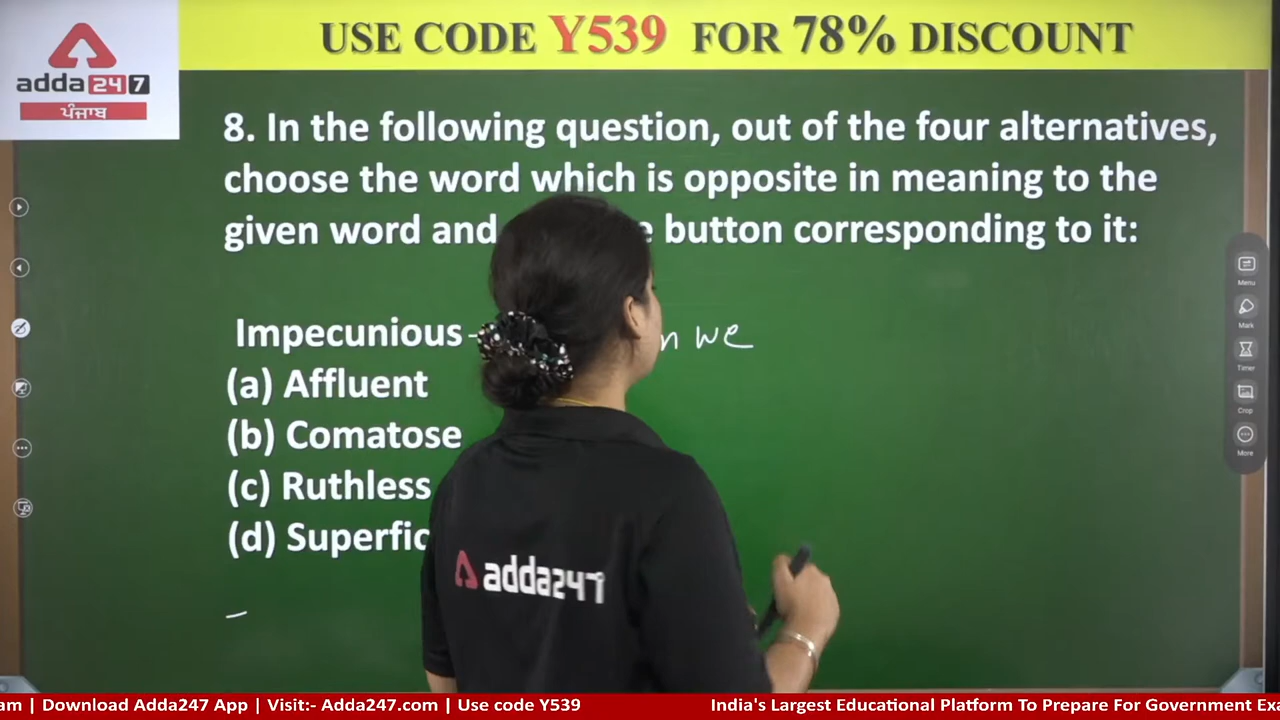 USE CODE Y539 FOR 78% DISCOUNT
adda 247
ਪੰਜਾਬ
8. In the following question, out of the four alternatives,
choose the word which is opposite in meaning to the
given word and button corresponding to it:
Impecunious - we
(a) Affluent
(b) Comatose
(c) Ruthless
(d)
adda247
Menu
Mark
Timer
Crop
More
am | Download Adda247 App | Visit:- Adda247.com | Use code Y539 India's Largest Educational Platform To Prepare For Government Exa